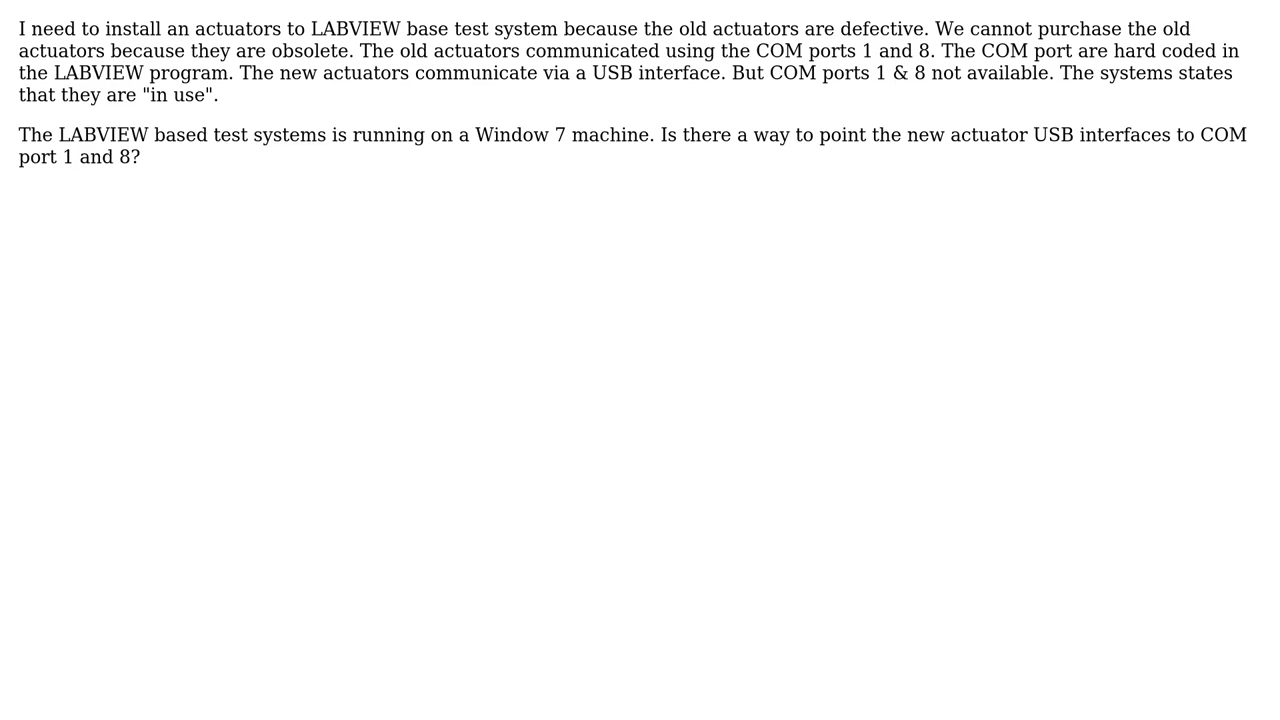 I need to install an actuators to LABVIEW base test system because the old actuators are defective. We cannot purchase the old
actuators because they are obsolete. The old actuators communicated using the COM ports 1 and 8. The COM port are hard coded in
the LABVIEW program. The new actuators communicate via a USB interface. But COM ports 1 & 8 not available. The systems states
that they are "in use".
The LABVIEW based test systems is running on a Window 7 machine. Is there a way to point the new actuator USB interfaces to COM
port 1 and 8?